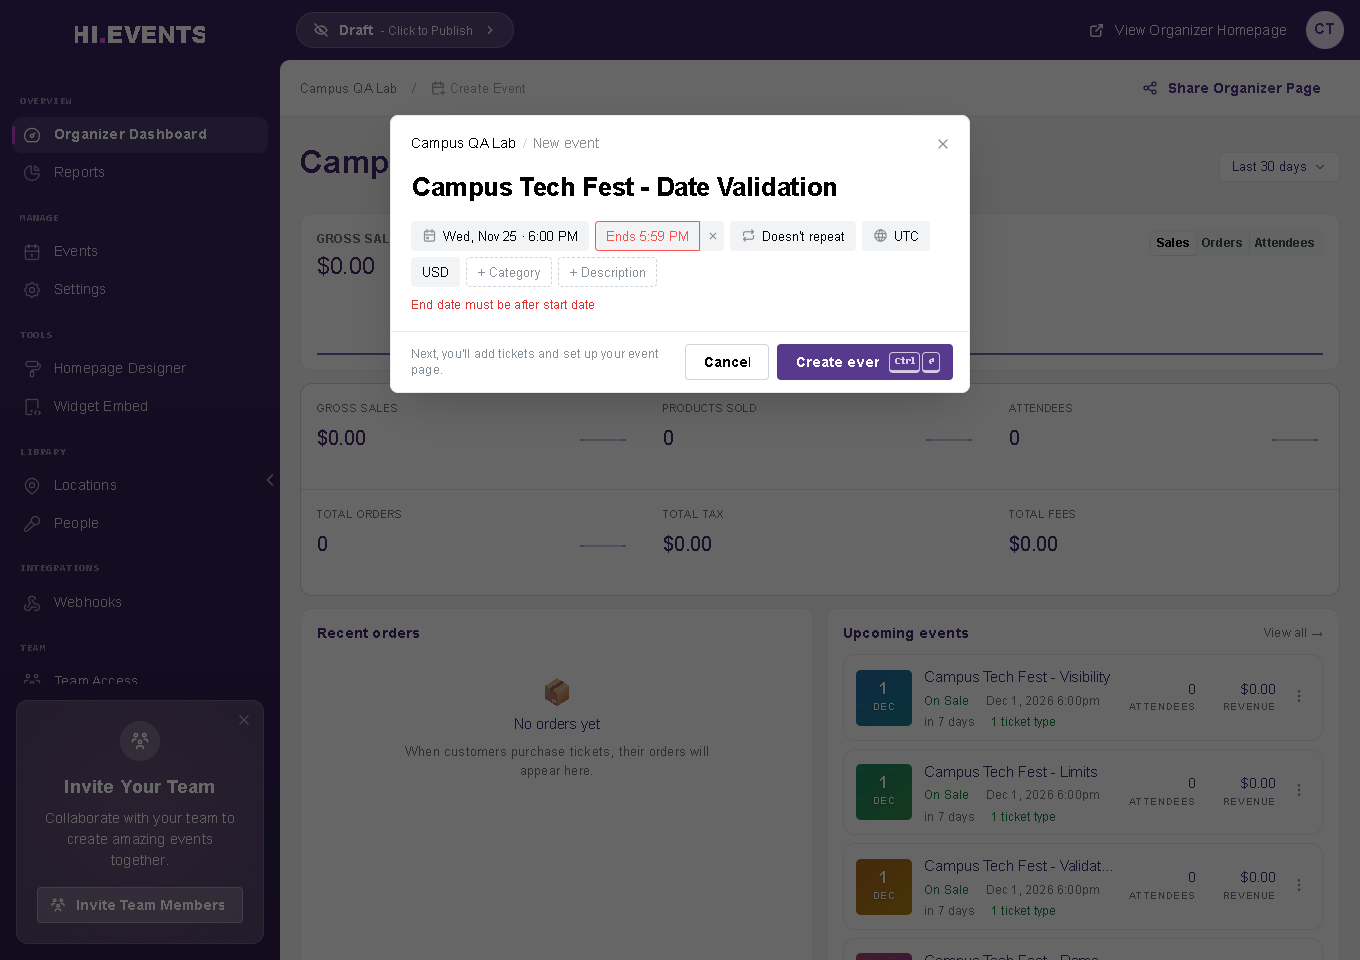 HI.EVENTS
Draft - Click to Publish
View Organizer Homepage
CT
OVERVIEW
Organizer Dashboard
Reports
MANAGE
Events
Settings
TOOLS
Homepage Designer
Widget Embed
LIBRARY
Locations
People
INTEGRATIONS
Webhooks
TEAM
Team Access
Invite Your Team
Collaborate with your team to
create amazing events
together.
Invite Team Members
Campus QA Lab / Create Event
Share Organizer Page
Camp
Last 30 days
GROSS SAL
$0.00
Sales Orders Attendees
Campus QA Lab / New event
Campus Tech Fest - Date Validation
Wed, Nov 25 · 6:00 PM Ends 5:59 PM Doesn't repeat UTC
USD + Category + Description
End date must be after start date
Next, you'll add tickets and set up your event
page.
Cancel
Create ever Ctrl
GROSS SALES
$0.00
PRODUCTS SOLD
0
ATTENDEES
0
TOTAL ORDERS
0
TOTAL TAX
$0.00
TOTAL FEES
$0.00
Recent orders
No orders yet
When customers purchase tickets, their orders will
appear here.
Upcoming events
View all →
1
DEC
Campus Tech Fest - Visibility
On Sale Dec 1, 2026 6:00pm
in 7 days 1 ticket type
0
ATTENDEES
$0.00
REVENUE
1
DEC
Campus Tech Fest - Limits
On Sale Dec 1, 2026 6:00pm
in 7 days 1 ticket type
0
ATTENDEES
$0.00
REVENUE
1
DEC
Campus Tech Fest - Validat...
On Sale Dec 1, 2026 6:00pm
in 7 days 1 ticket type
0
ATTENDEES
$0.00
REVENUE